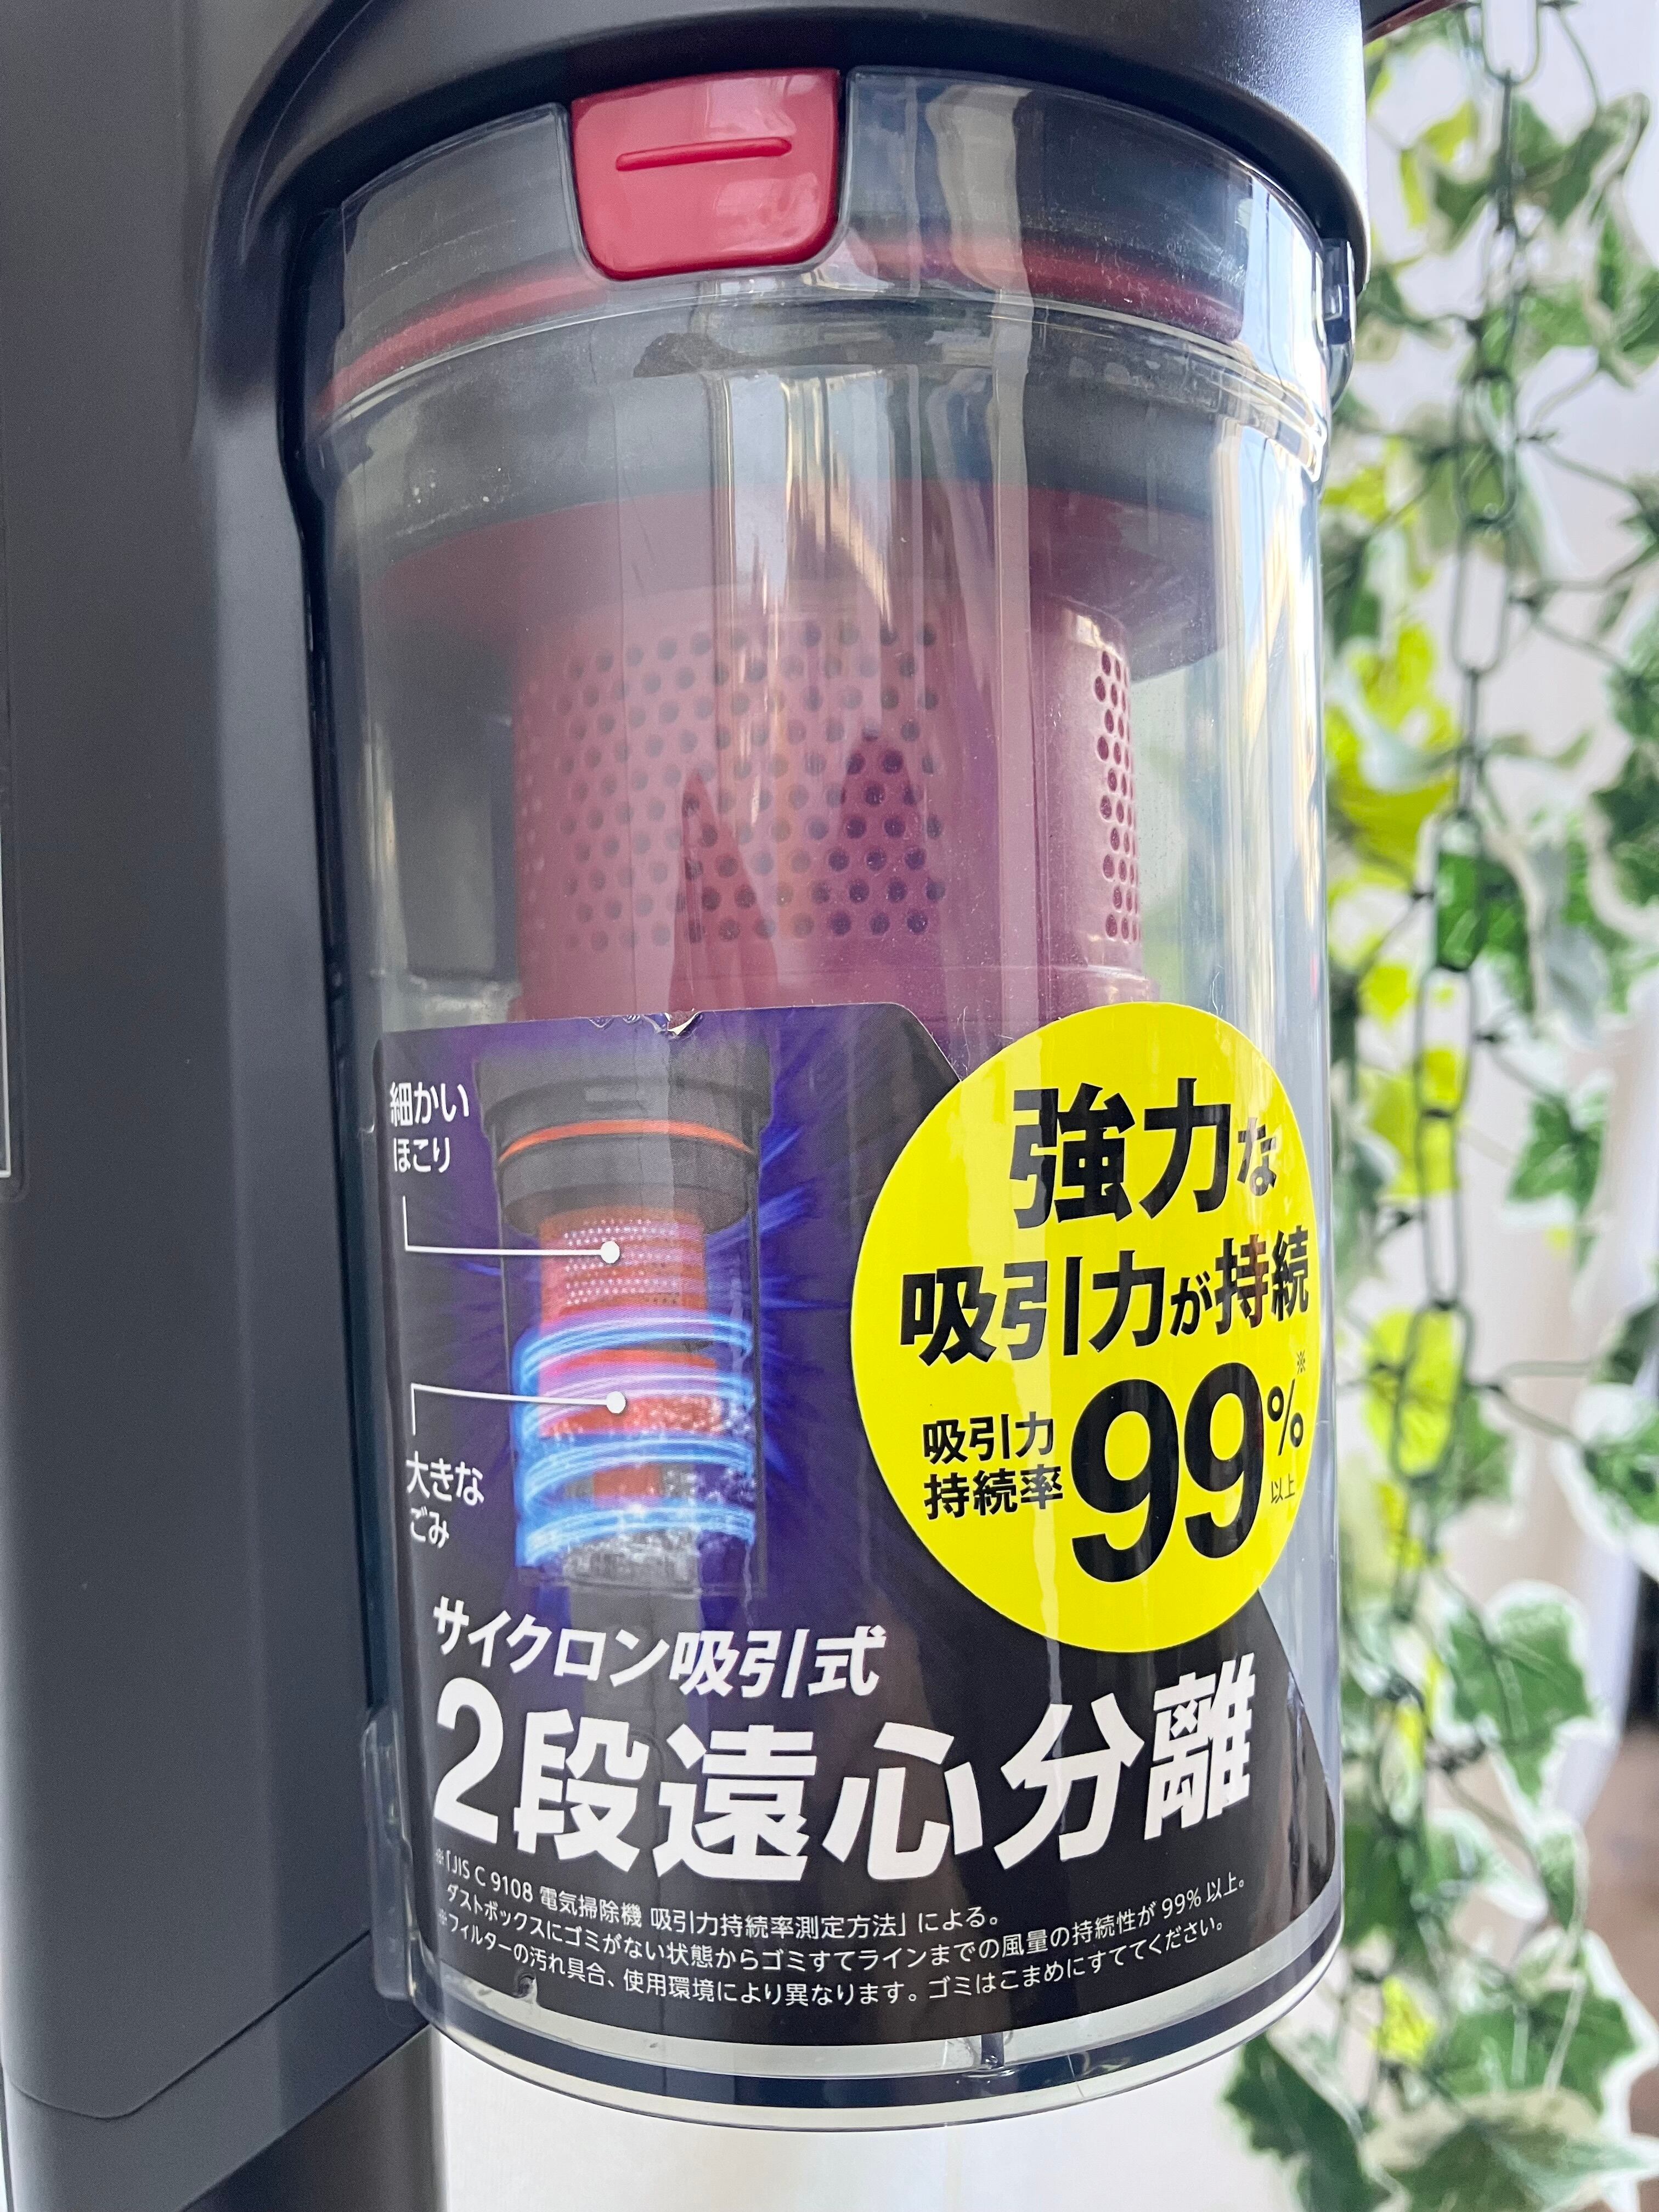 細かい
ほこり
大きな
ごみ
強力な
吸引力が持続
吸引力
持続率
99%※
以上
サイクロン吸引式
2段遠心分離
※「JIS C 9108 電気掃除機 吸引力持続率測定方法」による。
ダストボックスにゴミがない状態からゴミすてラインまでの風量の持続性が99%以上。
※フィルターの汚れ具合、使用環境により異なります。ゴミはこまめにすててください。